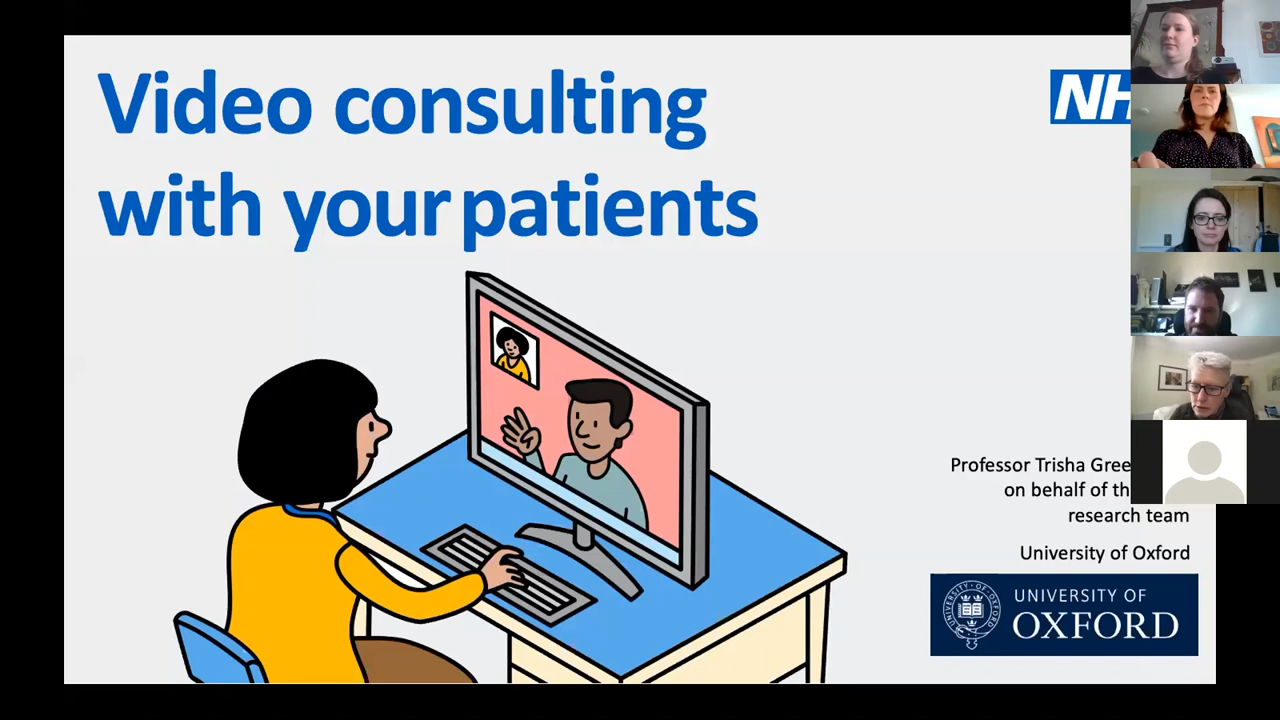 Video consulting
with your patients
NH
Professor Trisha Gree
on behalf of th
research team
University of Oxford
UNIVERSITY OF
OXFORD